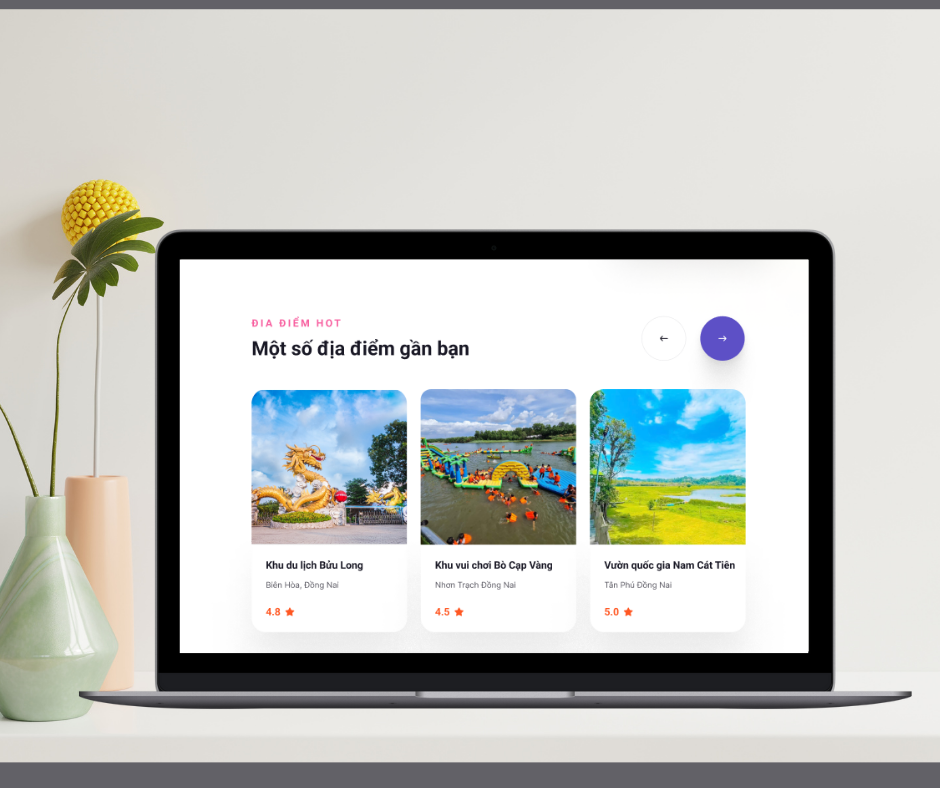 ĐỊA ĐIỂM HOT
Một số địa điểm gần bạn
Khu du lịch Bửu Long
Biên Hòa, Đồng Nai
4.8
Khu vui chơi Bò Cạp Vàng
Nhơn Trạch Đồng Nai
4.5
Vườn quốc gia Nam Cát Tiên
Tân Phú Đồng Nai
5.0